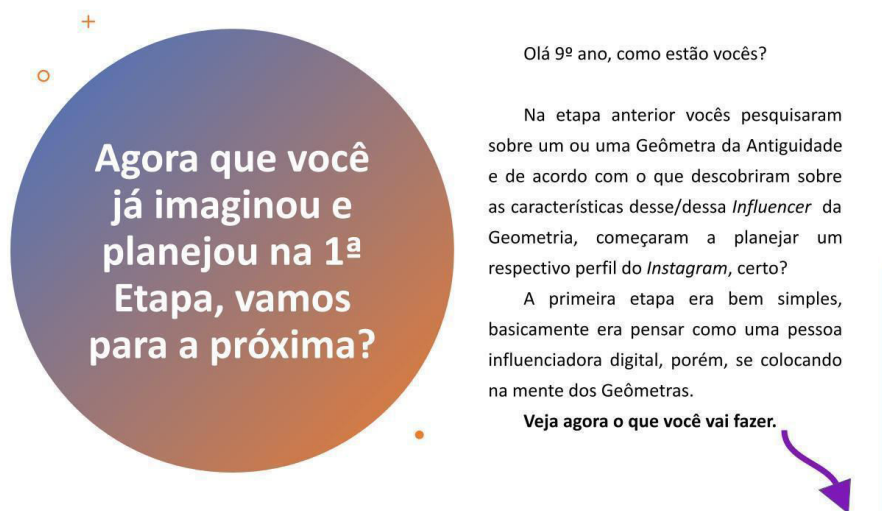 Agora que você
já imaginou e
planejou na 1ª
Etapa, vamos
para a próxima?
Olá 9º ano, como estão vocês?
Na etapa anterior vocês pesquisaram
sobre um ou uma Geômetra da Antiguidade
e de acordo com o que descobriram sobre
as características desse/dessa Influencer da
Geometria, começaram a planejar um
respectivo perfil do Instagram, certo?
A primeira etapa era bem simples,
basicamente era pensar como uma pessoa
influenciadora digital, porém, se colocando
na mente dos Geômetras.
Veja agora o que você vai fazer.